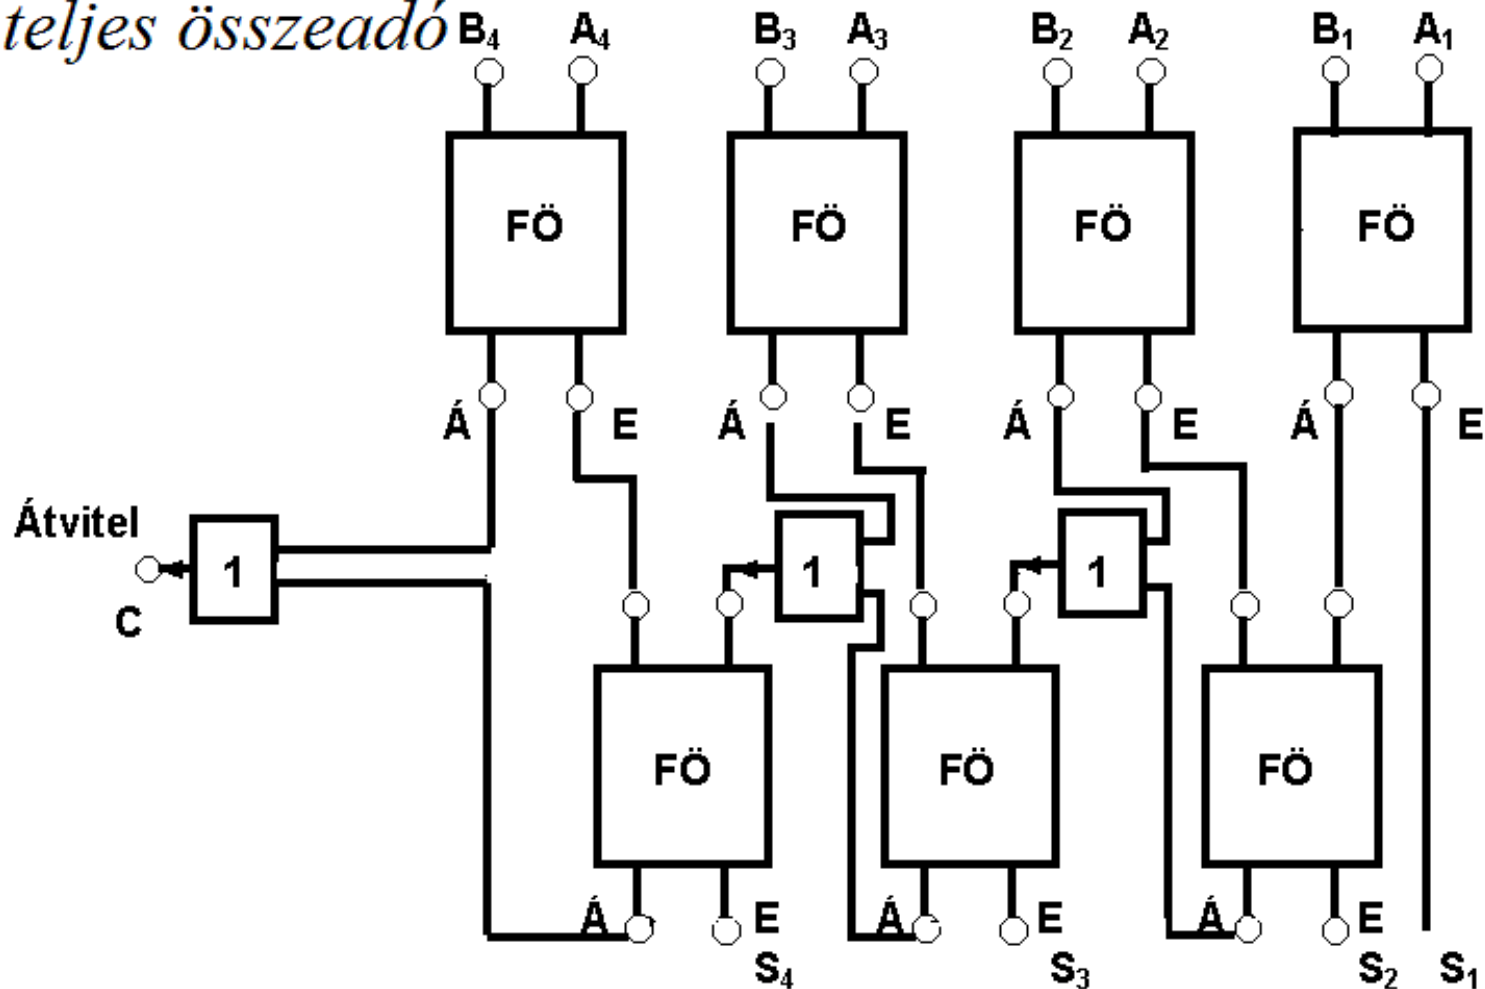 teljes összeadó
B₄ A₄ B₃ A₃ B₂ A₂ B₁ A₁
FÖ FÖ FÖ FÖ
Á E Á E Á E Á E
Átvitel
1 1 1
C
FÖ FÖ FÖ
Á E Á E Á E
S₄ S₃ S₂ S₁